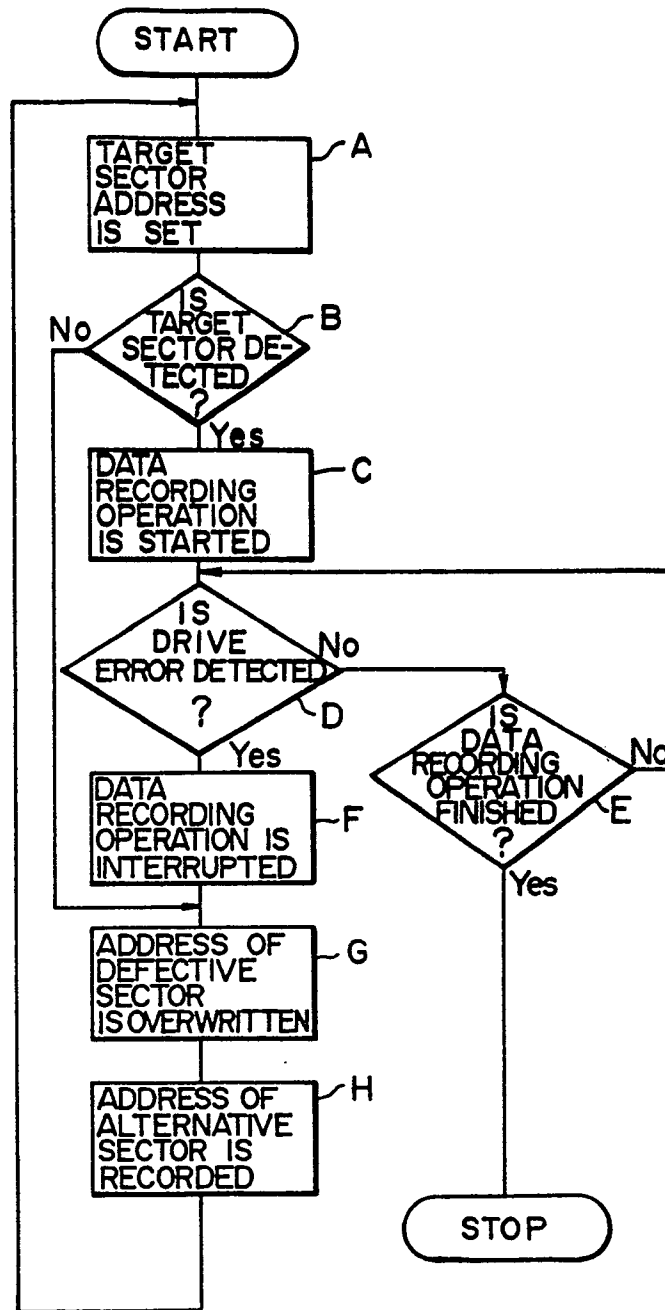 START
TARGET
SECTOR
ADDRESS
IS SET
A
IS
TARGET
SECTOR DE-
TECTED
?
B
No
Yes
DATA
RECORDING
OPERATION
IS STARTED
C
IS
DRIVE
ERROR DETECTED
?
No
D
Yes
IS
DATA
RECORDING
OPERATION
FINISHED
?
No
E
Yes
DATA
RECORDING
OPERATION IS
INTERRUPTED
F
ADDRESS OF
DEFECTIVE
SECTOR
IS OVERWRITTEN
G
ADDRESS OF
ALTERNATIVE
SECTOR IS
RECORDED
H
STOP